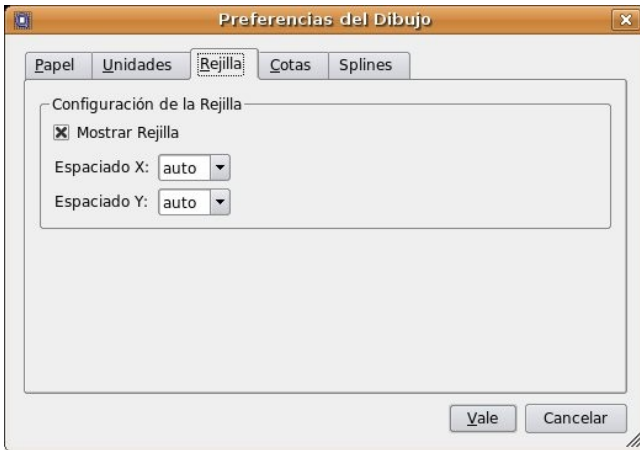 Preferencias del Dibujo
Papel Unidades Rejilla Cotas Splines
Configuración de la Rejilla
Mostrar Rejilla
Espaciado X: auto
Espaciado Y: auto
Vale Cancelar